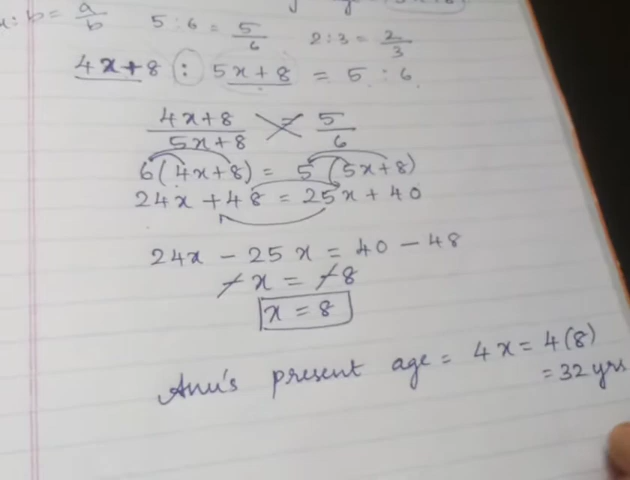 a : b = a/b 5 : 6 = 5/6 2 : 3 = 2/3
4x + 8 : 5x + 8 = 5 : 6
4x + 8 / 5x + 8 = 5/6
6(4x + 8) = 5(5x + 8)
24x + 48 = 25x + 40
24x - 25x = 40 - 48
-x = -8
x = 8
Anu's present age = 4x = 4(8)
= 32 yrs